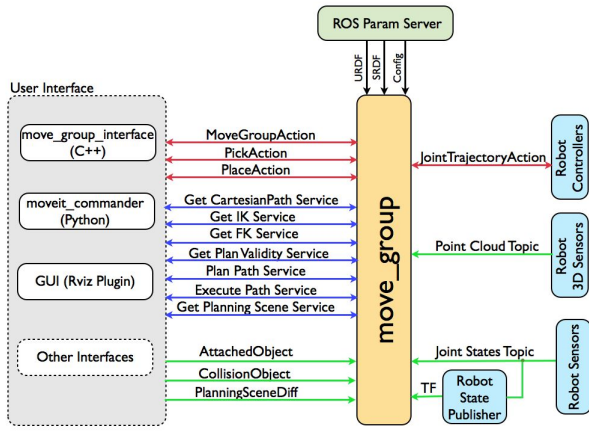 ROS Param Server
URDF
SRDF
Config
User Interface
move_group_interface
(C++)
moveit_commander
(Python)
GUI (Rviz Plugin)
Other Interfaces
MoveGroupAction
PickAction
PlaceAction
Get CartesianPath Service
Get IK Service
Get FK Service
Get Plan Validity Service
Plan Path Service
Execute Path Service
Get Planning Scene Service
AttachedObject
CollisionObject
PlanningSceneDiff
move_group
JointTrajectoryAction
Robot
Controllers
Point Cloud Topic
Robot
3D Sensors
Joint States Topic
TF
Robot
State
Publisher
Robot Sensors